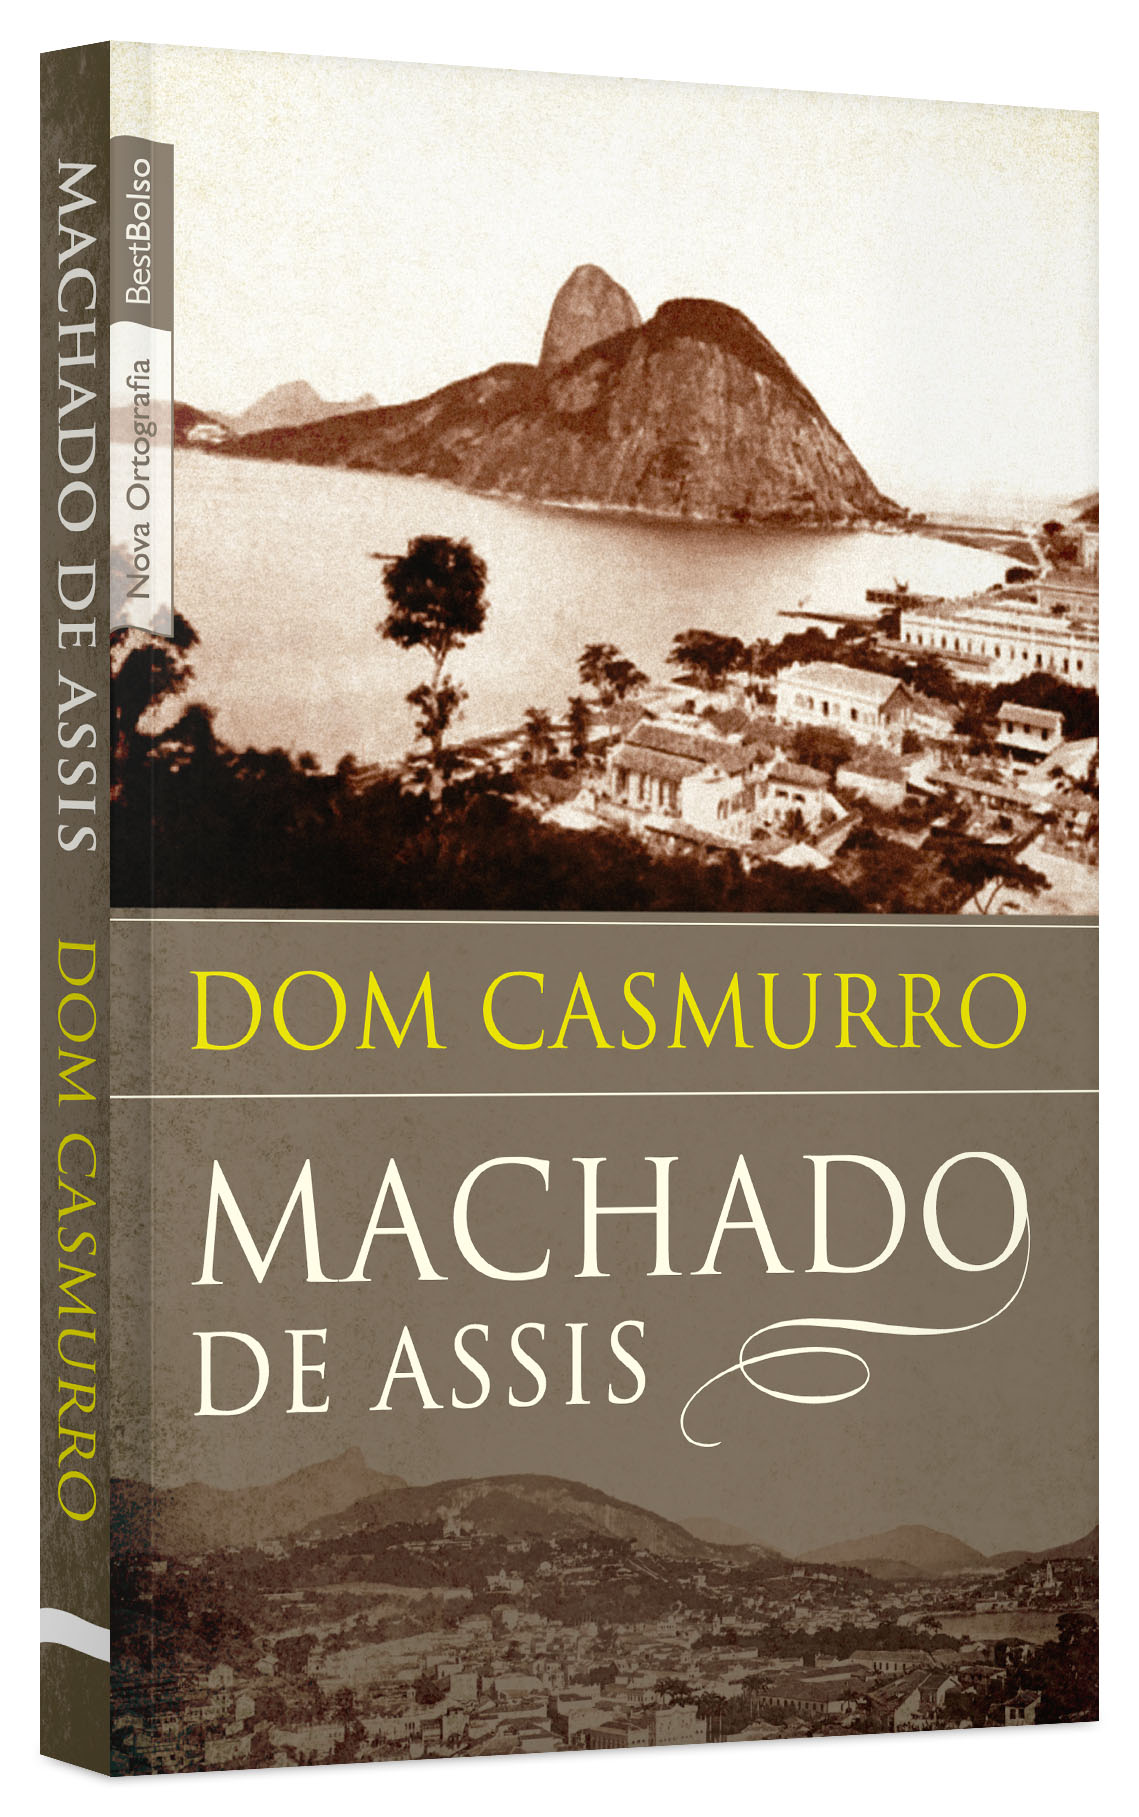 MACHADO DE ASSIS DOM CASMURRO
BestBolso
Nova Ortografia
DOM CASMURRO
MACHADO
DE ASSIS